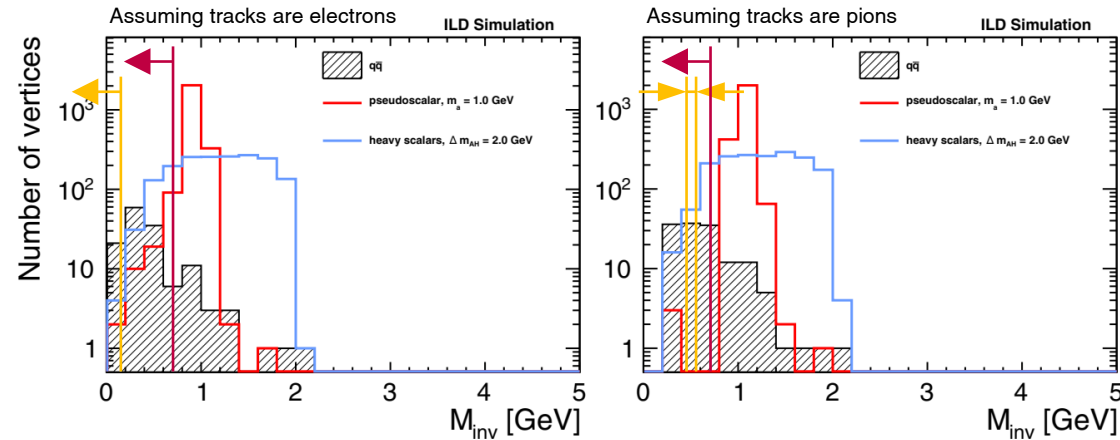 Assuming tracks are electrons
ILD Simulation
Number of vertices
10³
10²
10
1
qq̄
pseudoscalar, mₐ = 1.0 GeV
heavy scalars, Δ m_AH = 2.0 GeV
0 1 2 3 4 5
M_inv [GeV]
Assuming tracks are pions
ILD Simulation
10³
10²
10
1
qq̄
pseudoscalar, mₐ = 1.0 GeV
heavy scalars, Δ m_AH = 2.0 GeV
0 1 2 3 4 5
M_inv [GeV]